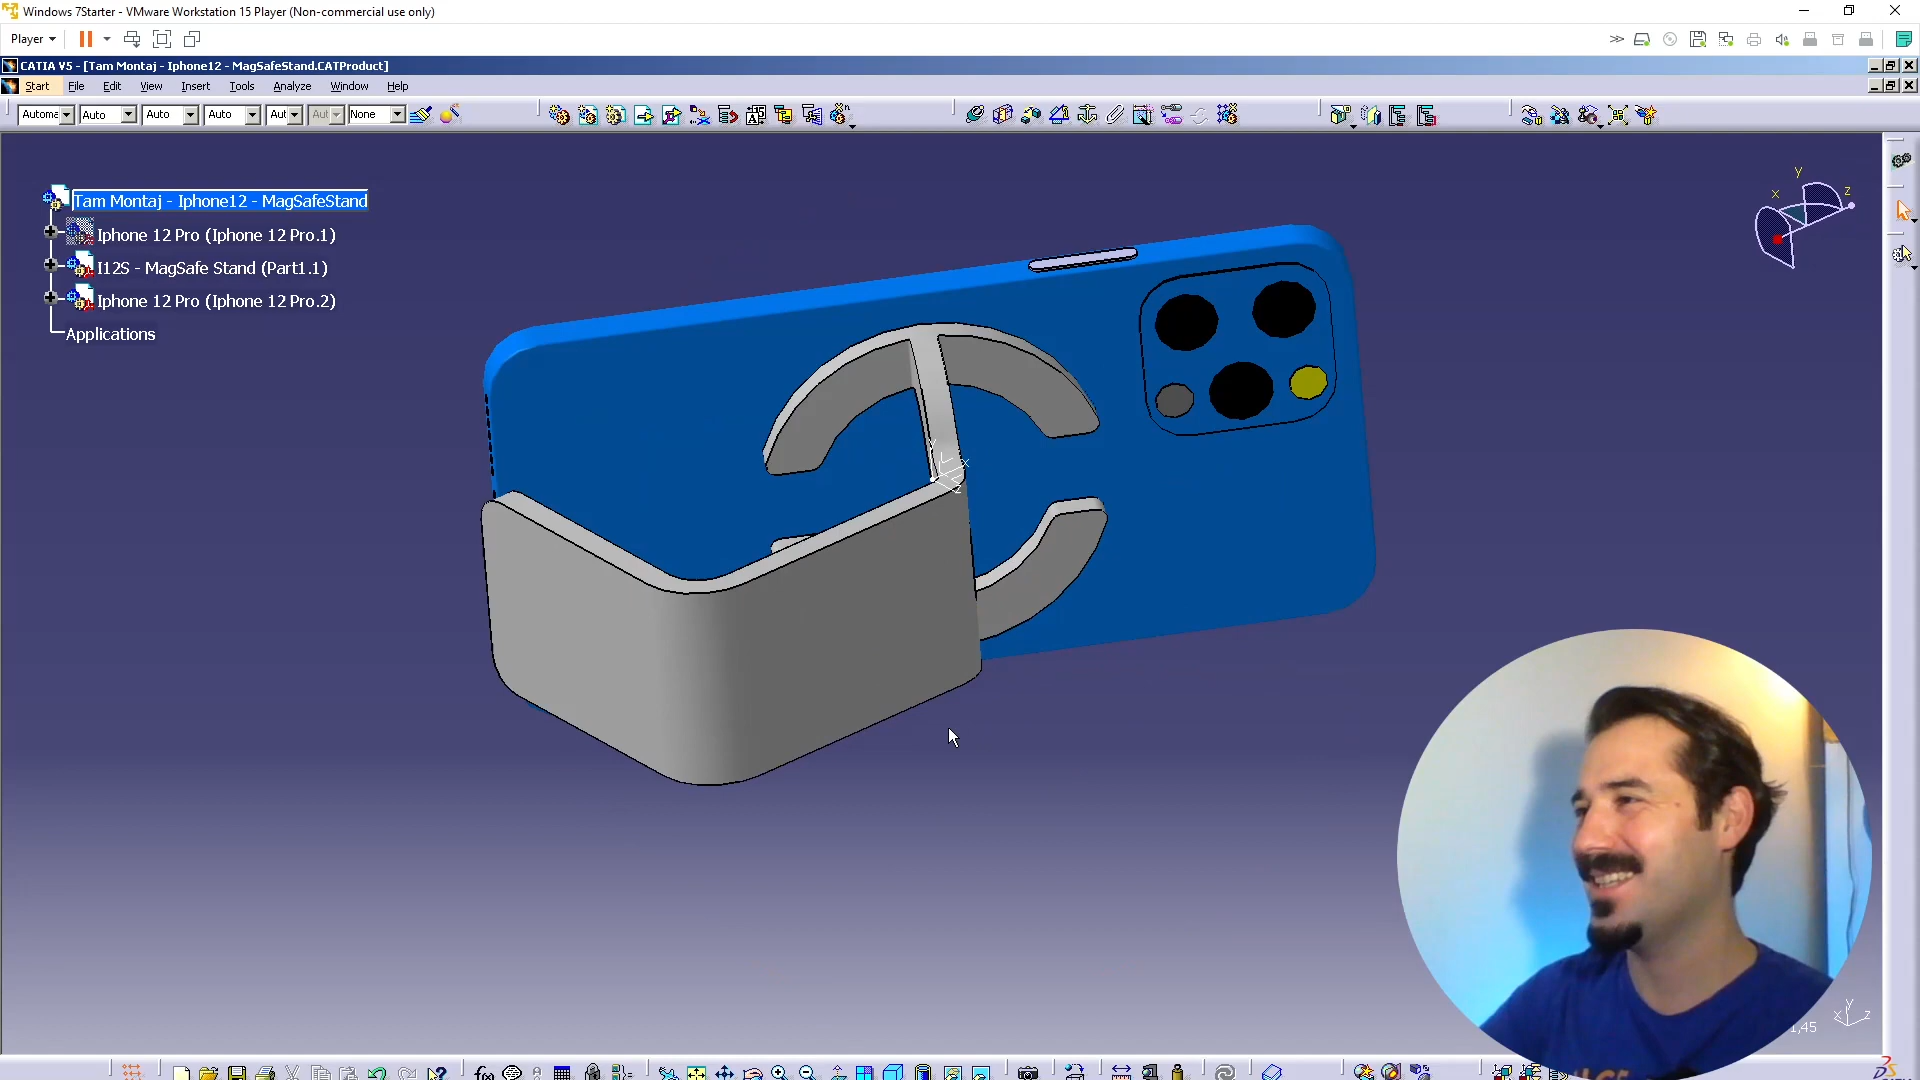 Windows 7Starter - VMware Workstation 15 Player (Non-commercial use only)
Player
CATIA V5 - [Tam Montaj - Iphone12 - MagSafeStand.CATProduct]
Start File Edit View Insert Tools Analyze Window Help
Automa Auto Auto Auto Aut Aut None
Tam Montaj - Iphone12 - MagSafeStand
Iphone 12 Pro (Iphone 12 Pro.1)
I12S - MagSafe Stand (Part1.1)
Iphone 12 Pro (Iphone 12 Pro.2)
Applications
y
x z
y
x
z
y
x z
1,45
f(x)